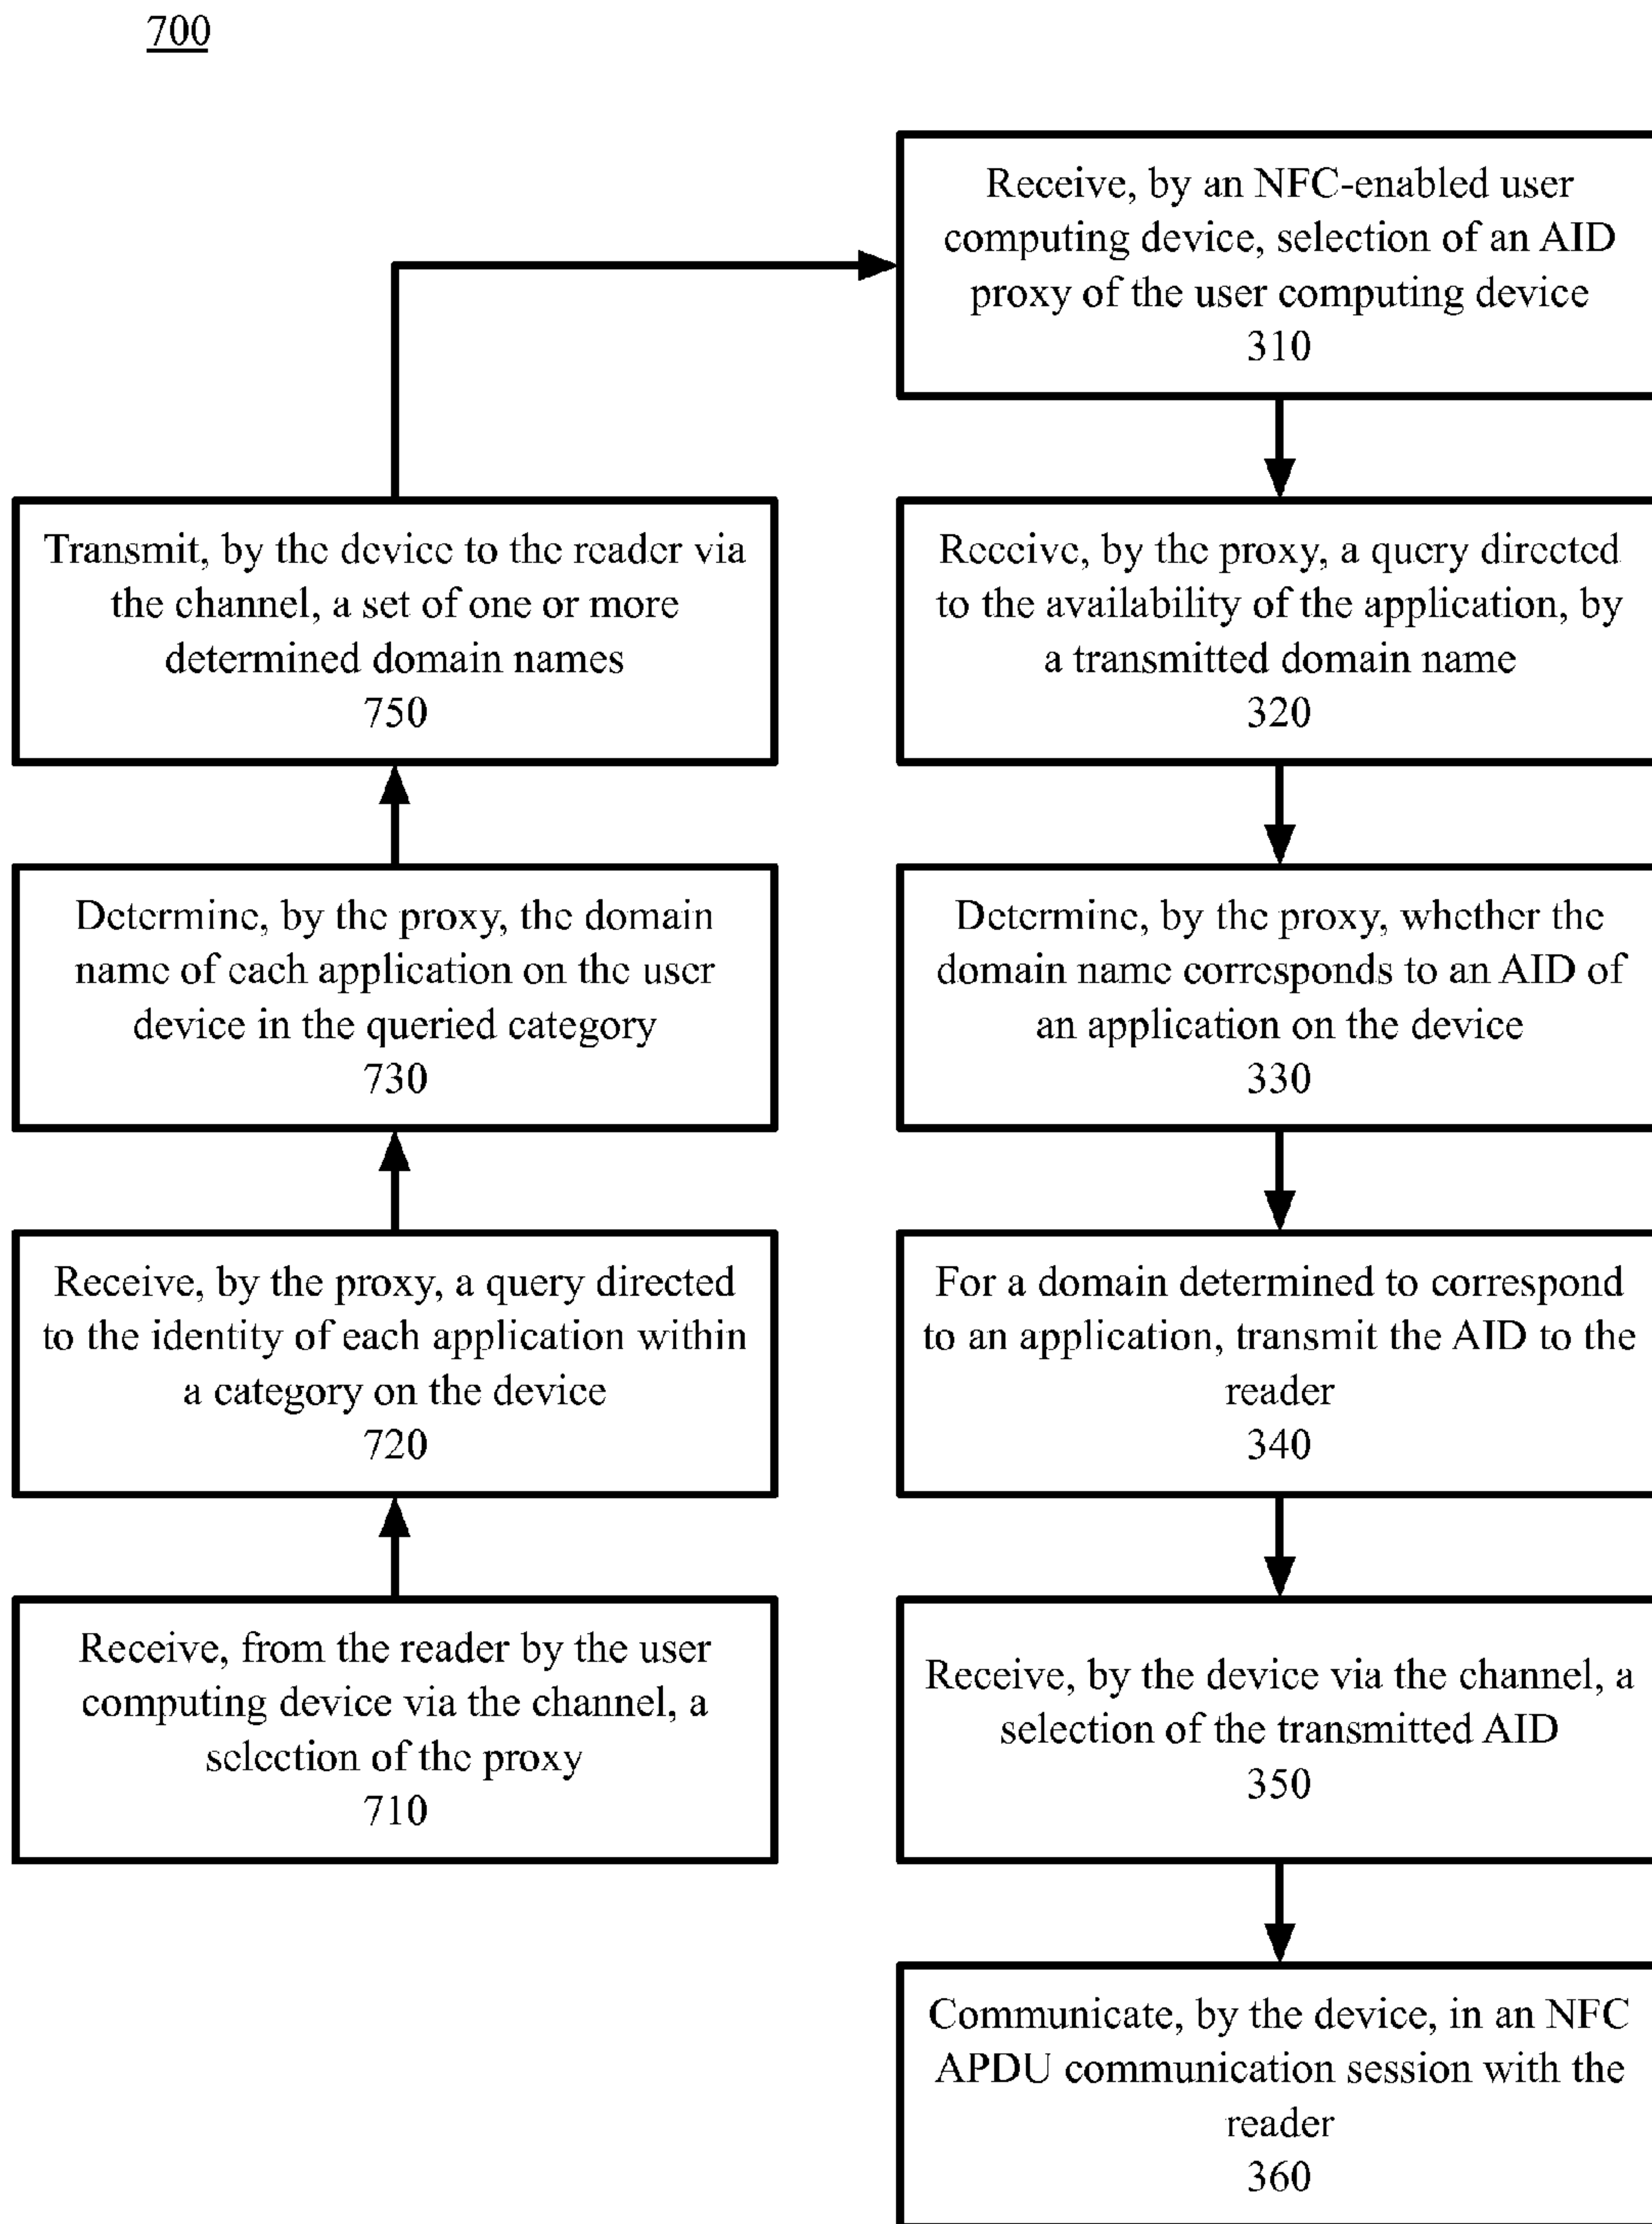 700
Receive, by an NFC-enabled user
computing device, selection of an AID
proxy of the user computing device
310
Transmit, by the device to the reader via
the channel, a set of one or more
determined domain names
750
Receive, by the proxy, a query directed
to the availability of the application, by
a transmitted domain name
320
Determine, by the proxy, the domain
name of each application on the user
device in the queried category
730
Determine, by the proxy, whether the
domain name corresponds to an AID of
an application on the device
330
Receive, by the proxy, a query directed
to the identity of each application within
a category on the device
720
For a domain determined to correspond
to an application, transmit the AID to the
reader
340
Receive, from the reader by the user
computing device via the channel, a
selection of the proxy
710
Receive, by the device via the channel, a
selection of the transmitted AID
350
Communicate, by the device, in an NFC
APDU communication session with the
reader
360